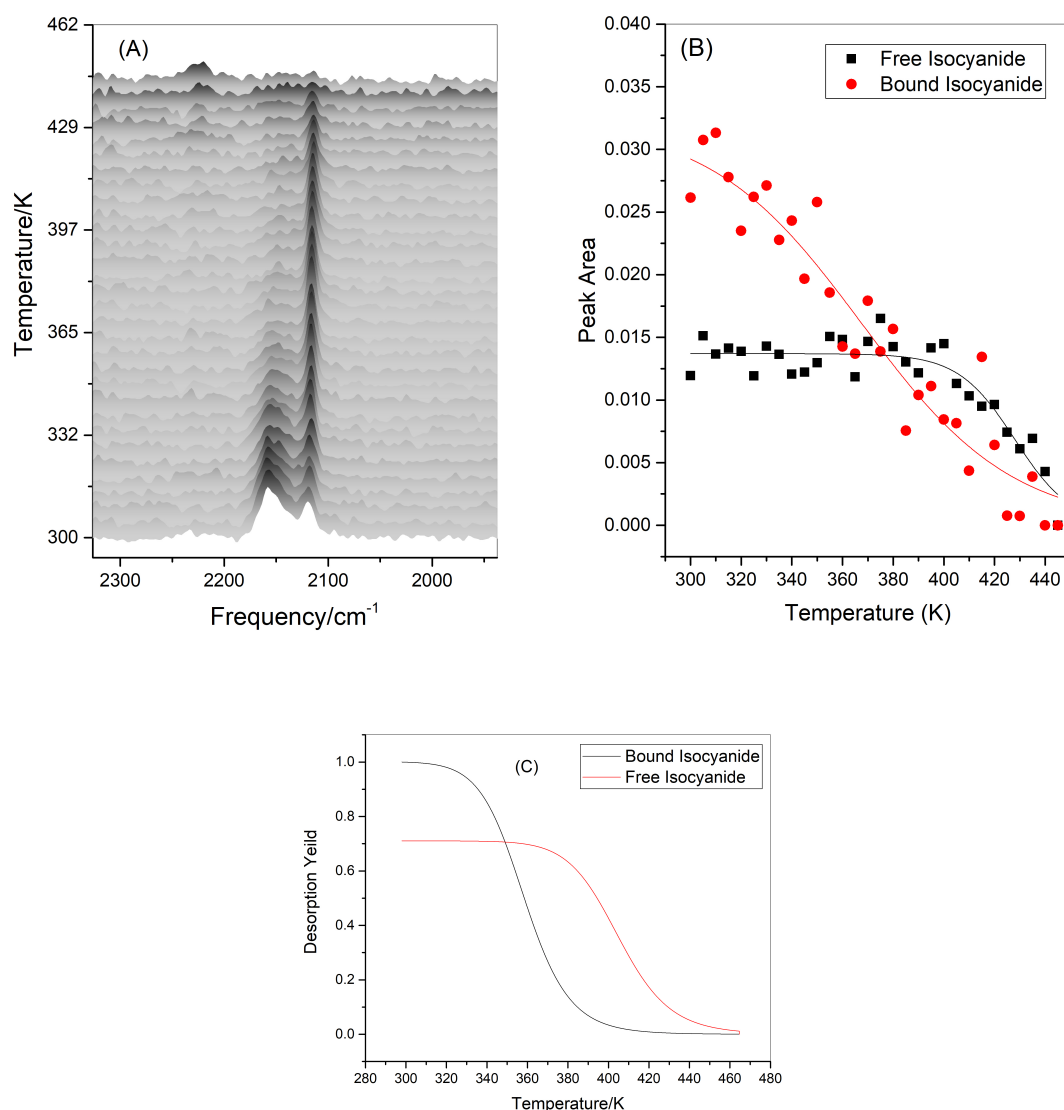 (A)
Temperature/K
462
429
397
365
332
300
2300 2200 2100 2000
Frequency/cm⁻¹
(B)
Free Isocyanide
Bound Isocyanide
Peak Area
0.040
0.035
0.030
0.025
0.020
0.015
0.010
0.005
0.000
300 320 340 360 380 400 420 440
Temperature (K)
(C)
Bound Isocyanide
Free Isocyanide
Desorption Yeild
1.0
0.8
0.6
0.4
0.2
0.0
280 300 320 340 360 380 400 420 440 460 480
Temperature/K